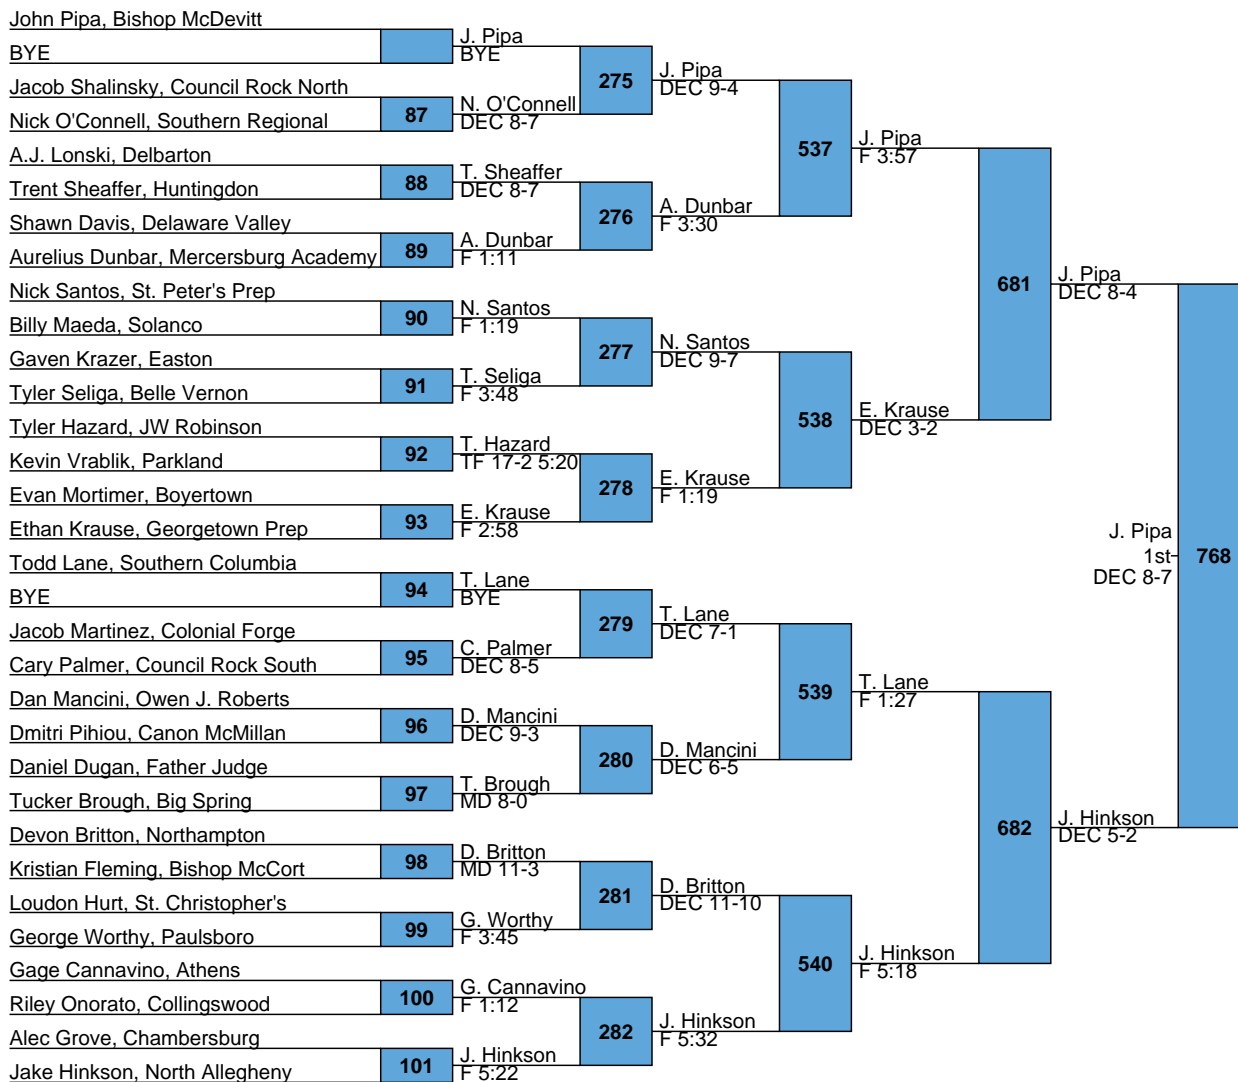 John Pipa, Bishop McDevitt
BYE
Jacob Shalinsky, Council Rock North
87
Nick O'Connell, Southern Regional
A.J. Lonski, Delbarton
88
Trent Sheaffer, Huntingdon
Shawn Davis, Delaware Valley
89
Aurelius Dunbar, Mercersburg Academy
Nick Santos, St. Peter's Prep
90
Billy Maeda, Solanco
Gaven Krazer, Easton
91
Tyler Seliga, Belle Vernon
Tyler Hazard, JW Robinson
92
Kevin Vrablik, Parkland
Evan Mortimer, Boyertown
93
Ethan Krause, Georgetown Prep
Todd Lane, Southern Columbia
94
BYE
Jacob Martinez, Colonial Forge
95
Cary Palmer, Council Rock South
Dan Mancini, Owen J. Roberts
96
Dmitri Pihiou, Canon McMillan
Daniel Dugan, Father Judge
97
Tucker Brough, Big Spring
Devon Britton, Northampton
98
Kristian Fleming, Bishop McCort
Loudon Hurt, St. Christopher's
99
George Worthy, Paulsboro
Gage Cannavino, Athens
100
Riley Onorato, Collingswood
Alec Grove, Chambersburg
101
Jake Hinkson, North Allegheny
J. Pipa
BYE
275
N. O'Connell
DEC 8-7
T. Sheaffer
DEC 8-7
276
A. Dunbar
F 1:11
N. Santos
F 1:19
277
T. Seliga
F 3:48
T. Hazard
TF 17-2 5:20
278
E. Krause
F 2:58
T. Lane
BYE
279
C. Palmer
DEC 8-5
D. Mancini
DEC 9-3
280
T. Brough
MD 8-0
D. Britton
MD 11-3
281
G. Worthy
F 3:45
G. Cannavino
F 1:12
282
J. Hinkson
F 5:22
J. Pipa
DEC 9-4
537
A. Dunbar
F 3:30
N. Santos
DEC 9-7
538
E. Krause
F 1:19
T. Lane
DEC 7-1
539
D. Mancini
DEC 6-5
D. Britton
DEC 11-10
540
J. Hinkson
F 5:32
J. Pipa
F 3:57
681
E. Krause
DEC 3-2
T. Lane
F 1:27
682
J. Hinkson
F 5:18
J. Pipa
DEC 8-4
768
J. Hinkson
DEC 5-2
J. Pipa
1st
DEC 8-7